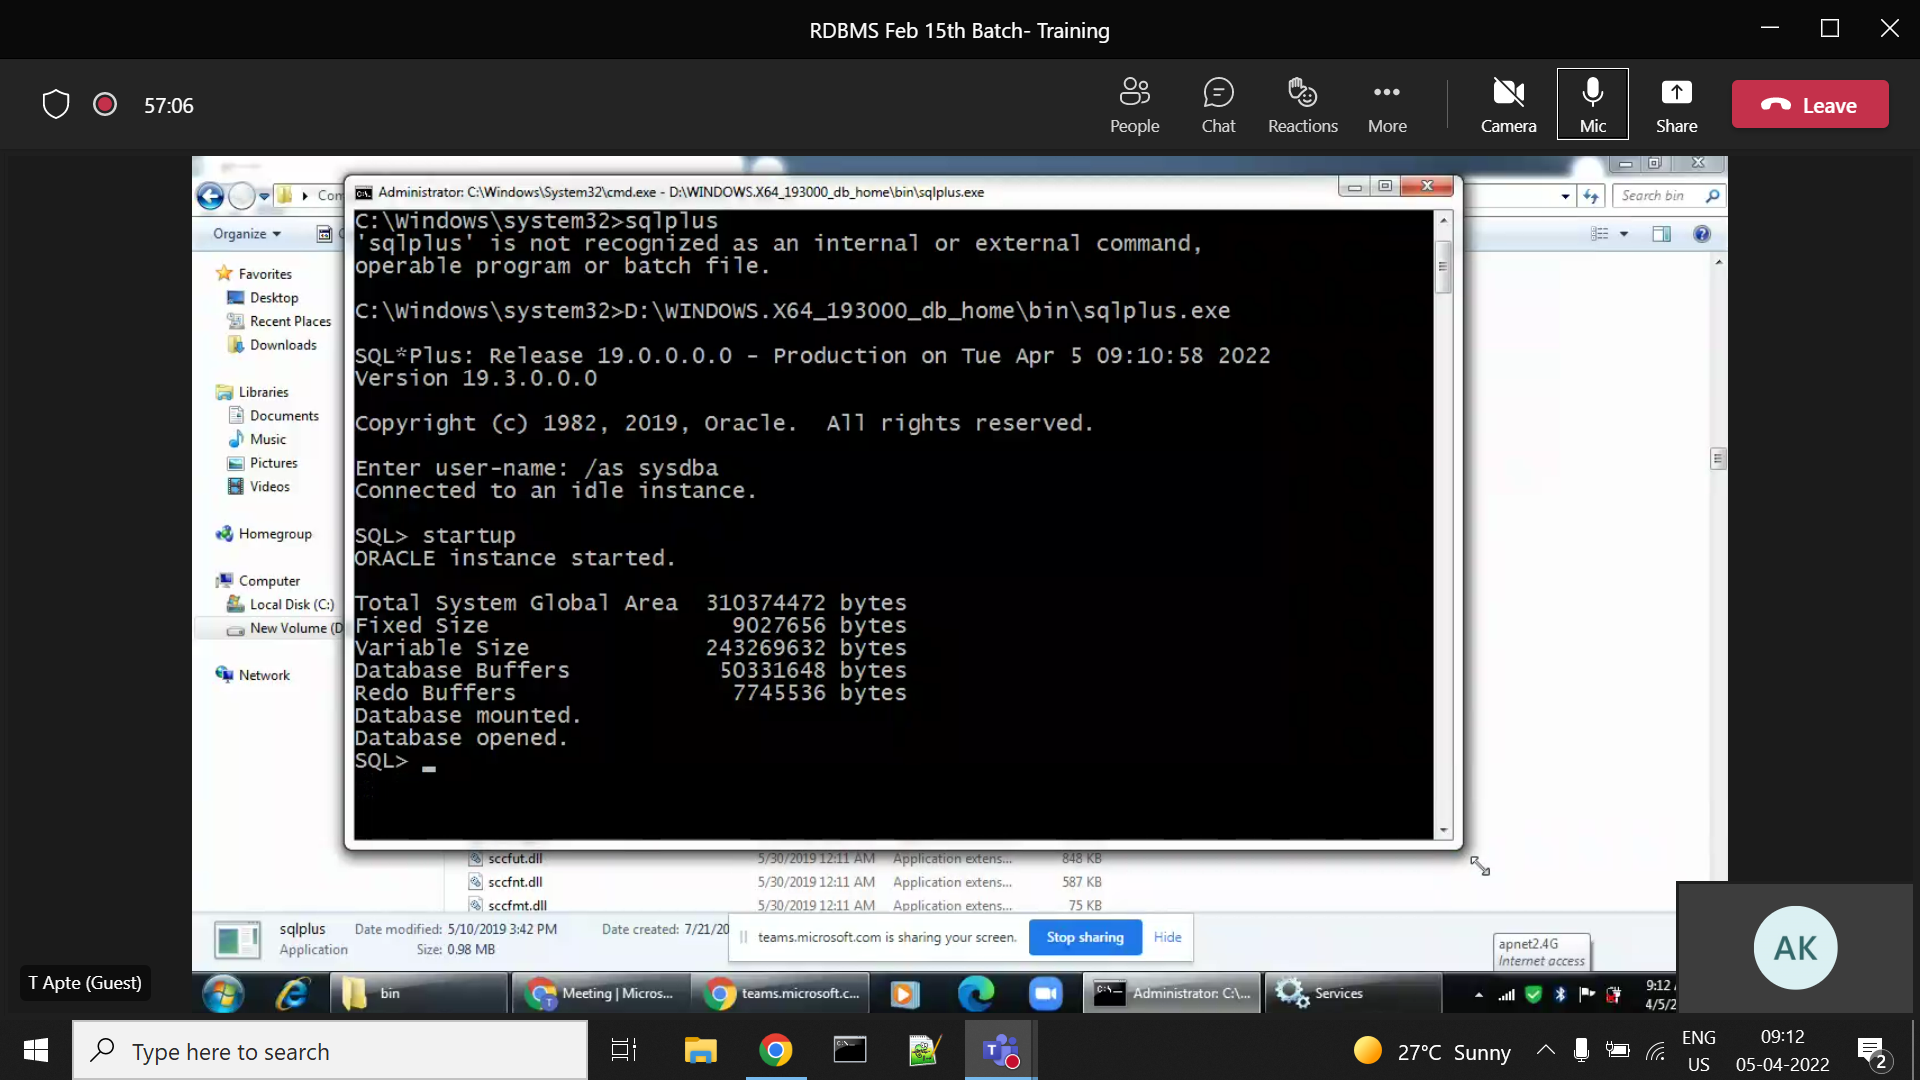 RDBMS Feb 15th Batch- Training
57:06
People
Chat
Reactions
More
Camera
Mic
Share
Leave
Administrator: C:\Windows\System32\cmd.exe - D:\WINDOWS.X64_193000_db_home\bin\sqlplus.exe
Search bin
Organize
Favorites
Desktop
Recent Places
Downloads
Libraries
Documents
Music
Pictures
Videos
Homegroup
Computer
Local Disk (C:)
New Volume (D
Network
C:\Windows\system32>sqlplus
'sqlplus' is not recognized as an internal or external command,
operable program or batch file.
C:\Windows\system32>D:\WINDOWS.X64_193000_db_home\bin\sqlplus.exe
SQL*Plus: Release 19.0.0.0.0 - Production on Tue Apr 5 09:10:58 2022
Version 19.3.0.0.0
Copyright (c) 1982, 2019, Oracle.  All rights reserved.
Enter user-name: /as sysdba
Connected to an idle instance.
SQL> startup
ORACLE instance started.
Total System Global Area  310374472 bytes
Fixed Size                  9027656 bytes
Variable Size             243269632 bytes
Database Buffers           50331648 bytes
Redo Buffers                7745536 bytes
Database mounted.
Database opened.
SQL> _
sccfut.dll 5/30/2019 12:11 AM Application extens... 848 KB
sccfnt.dll 5/30/2019 12:11 AM Application extens... 587 KB
sccfmt.dll 5/30/2019 12:11 AM Application extens... 75 KB
sqlplus Date modified: 5/10/2019 3:42 PM Date created: 7/21/20
Application Size: 0.98 MB
teams.microsoft.com is sharing your screen. Stop sharing Hide
apnet2.4G
Internet access
AK
T Apte (Guest)
bin
Meeting | Micros...
teams.microsoft.c...
Administrator: C:\...
Services
9:12
4/5/2
Type here to search
27°C Sunny
ENG
US
09:12
05-04-2022
2